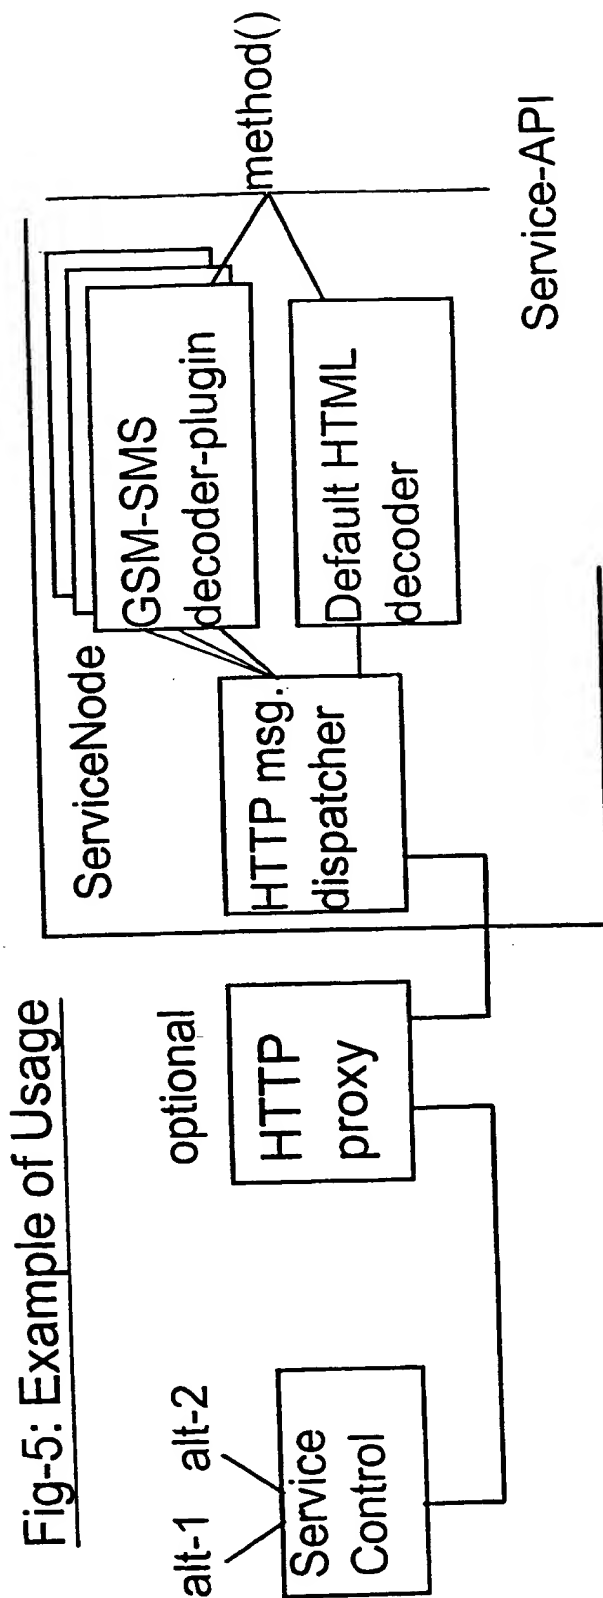 Fig-5: Example of Usage
alt-1 alt-2
Service
Control
optional
HTTP
proxy
ServiceNode
HTTP msg.
dispatcher
GSM-SMS
decoder-plugin
Default HTML
decoder
method()
Service-API